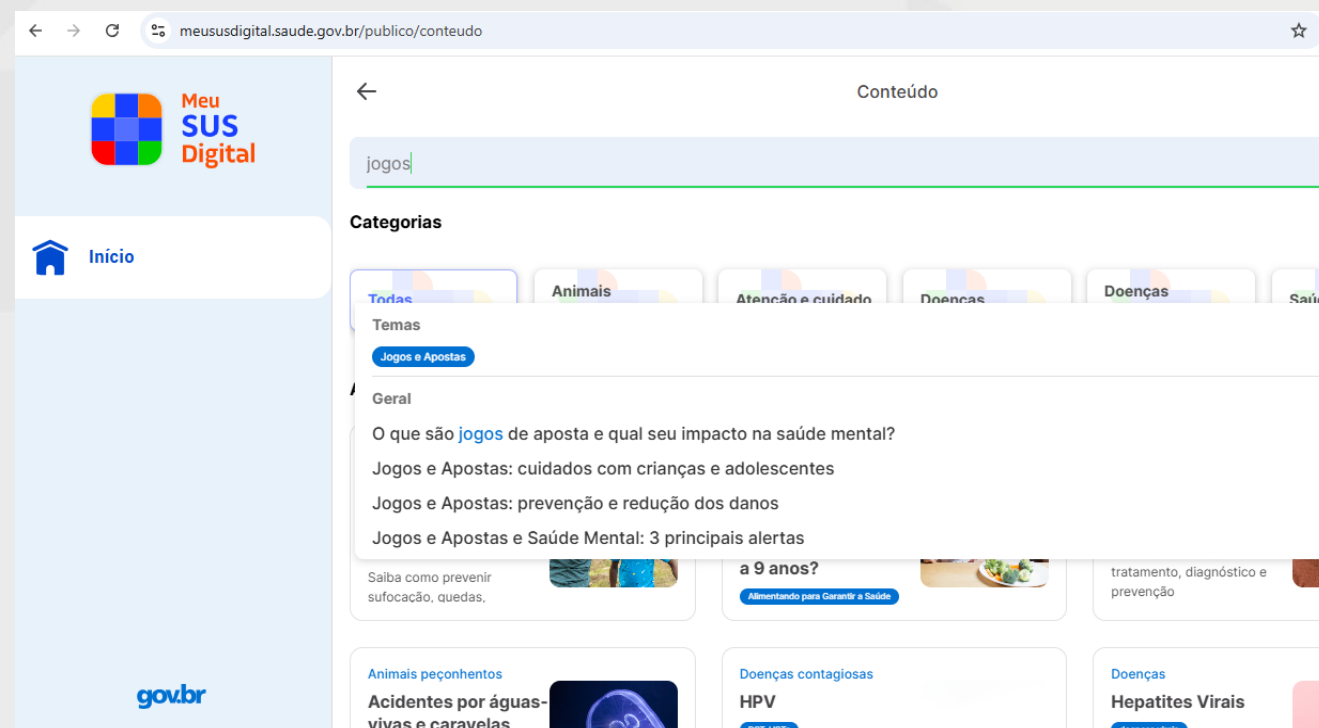 meususdigital.saude.gov.br/publico/conteudo
Meu
SUS
Digital
Início
Conteúdo
jogos
Categorias
Todas
Animais
Atenção e cuidado
Doenças
Doenças
Temas
Jogos e Apostas
Geral
O que são jogos de aposta e qual seu impacto na saúde mental?
Jogos e Apostas: cuidados com crianças e adolescentes
Jogos e Apostas: prevenção e redução dos danos
Jogos e Apostas e Saúde Mental: 3 principais alertas
Saiba como prevenir
sufocação, quedas,
a 9 anos?
Alimentando para Garantir a Saúde
tratamento, diagnóstico e
prevenção
Animais peçonhentos
Acidentes por águas-
vivas e caravelas
Doenças contagiosas
HPV
Doenças
Hepatites Virais
gov.br